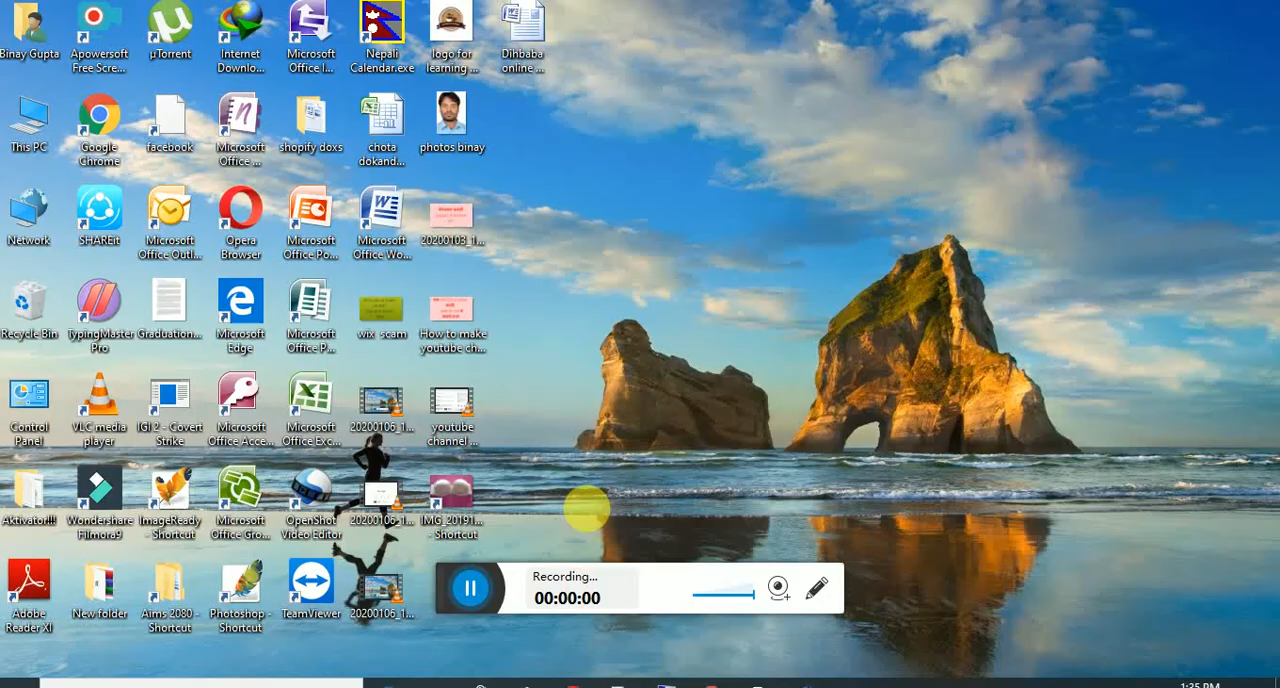 Binay Gupta
Apowersoft
Free Scre...
µTorrent
Internet
Downlo...
Microsoft
Office I...
Nepali
Calendar.exe
logo for
learning ...
Dihbaba
online ...
This PC
Google
Chrome
facebook
Microsoft
Office ...
shopify doxs
chota
dokand...
photos binay
Network
SHAREit
Microsoft
Office Outl...
Opera
Browser
Microsoft
Office Po...
Microsoft
Office Wo...
20200103_1...
Recycle Bin
TypingMaster
Pro
Graduation...
Microsoft
Edge
Microsoft
Office P...
wix scam
How to make
youtube ch...
Control
Panel
VLC media
player
IGI 2 - Covert
Strike
Microsoft
Office Acce...
Microsoft
Office Exc...
20200106_1...
youtube
channel ...
Aktivator!!!
Wondershare
Filmora9
ImageReady
- Shortcut
Microsoft
Office Gro...
OpenShot
Video Editor
20200106_1...
IMG_20191...
- Shortcut
Adobe
Reader XI
New folder
Aims 2080 -
Shortcut
Photoshop -
Shortcut
TeamViewer
20200106_1...
Recording...
00:00:00
1:35 PM